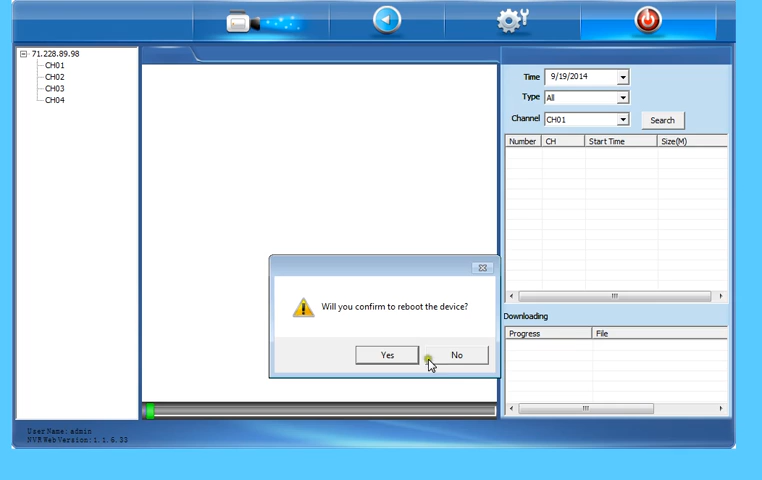 71.228.89.98
CH01
CH02
CH03
CH04
Time 9/19/2014
Type All
Channel CH01 Search
Number CH Start Time Size(M)
Will you confirm to reboot the device?
Yes No
Downloading
Progress File
User Name: admin
NVR Web Version: 1.1.6.33